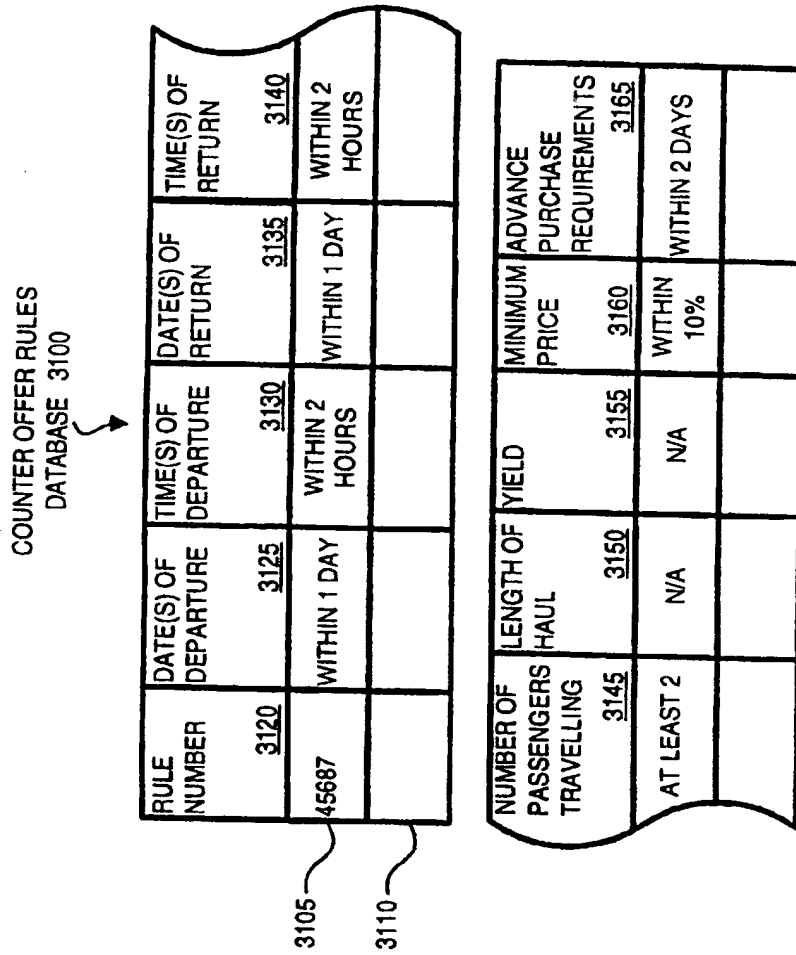 COUNTER OFFER RULES
DATABASE 3100
RULE
NUMBER
3120
DATE(S) OF
DEPARTURE
3125
TIME(S) OF
DEPARTURE
3130
DATE(S) OF
RETURN
3135
TIME(S) OF
RETURN
3140
3105
45687
WITHIN 1 DAY
WITHIN 2
HOURS
WITHIN 1 DAY
WITHIN 2
HOURS
3110
NUMBER OF
PASSENGERS
TRAVELLING
3145
LENGTH OF
HAUL
3150
YIELD
3155
MINIMUM
PRICE
3160
ADVANCE
PURCHASE
REQUIREMENTS
3165
AT LEAST 2
N/A
N/A
WITHIN
10%
WITHIN 2 DAYS